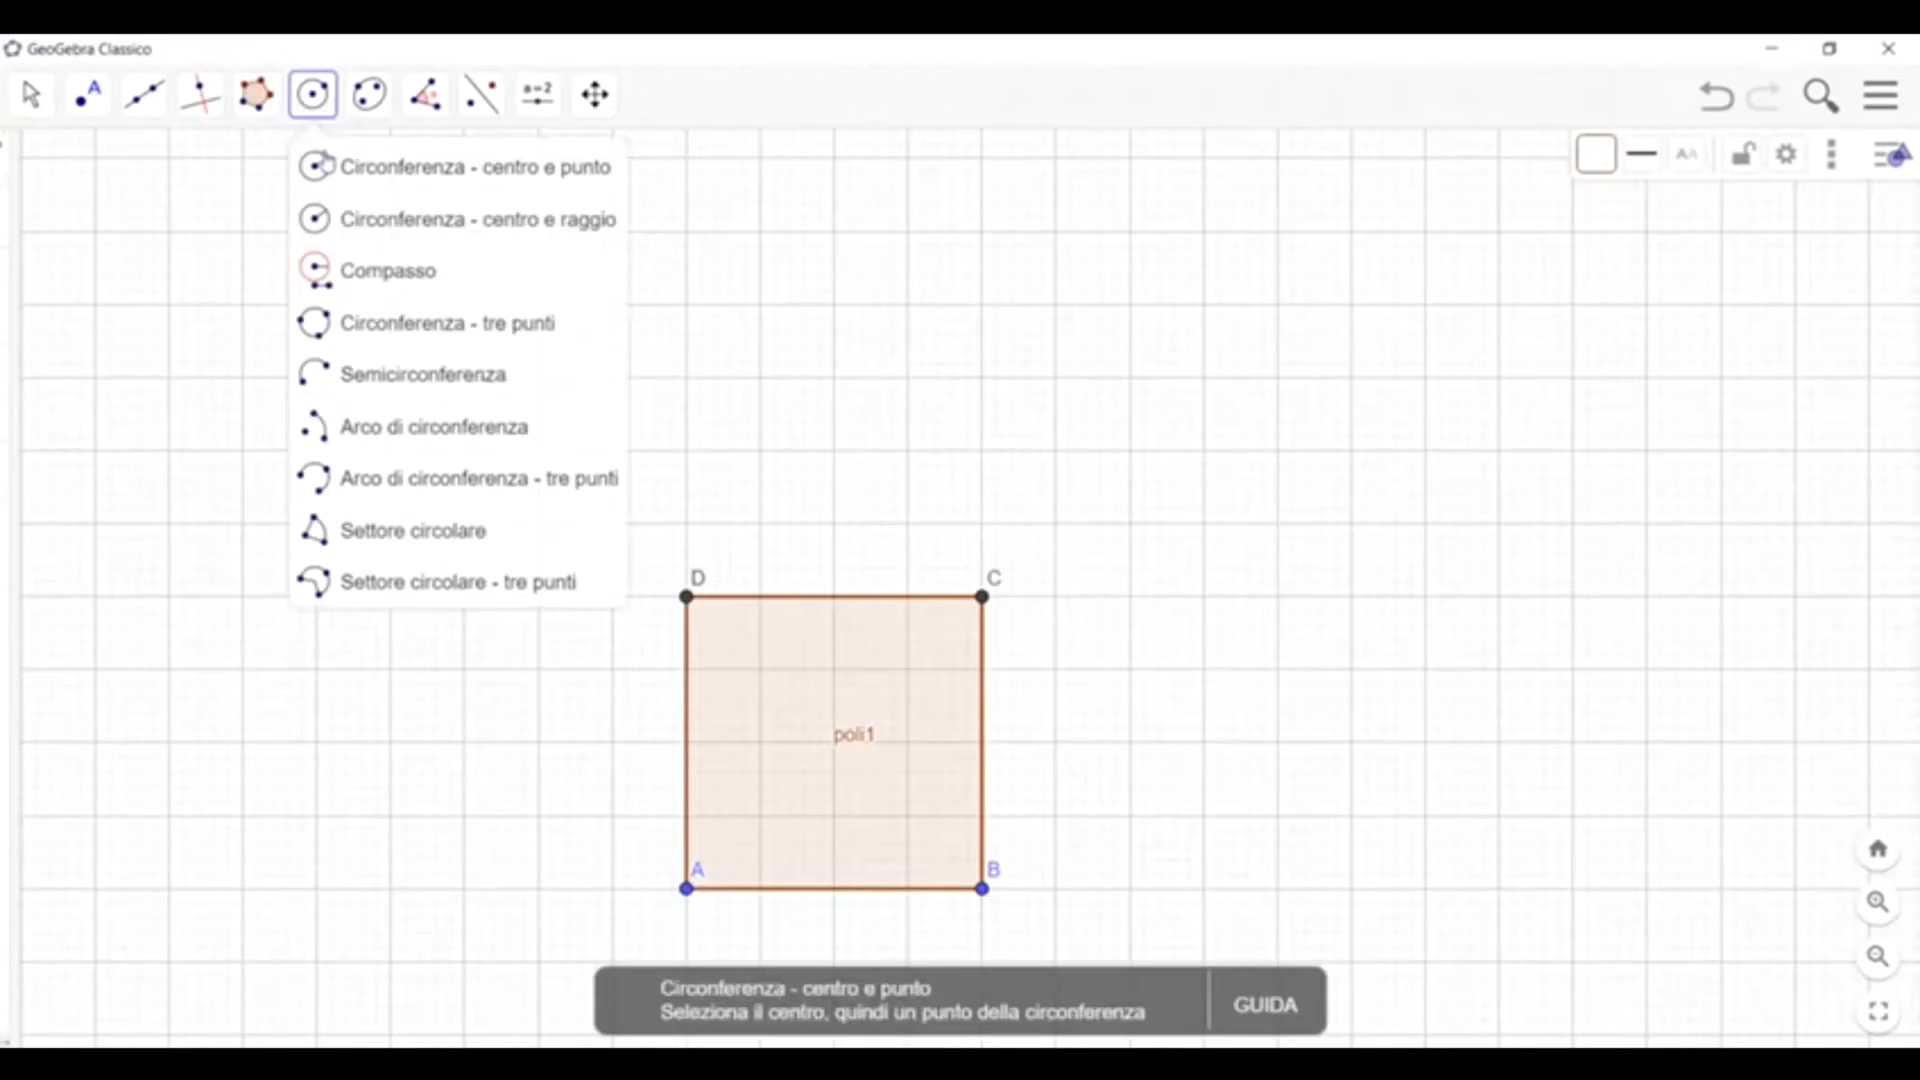 GeoGebra Classico
A
a=2
AA
Circonferenza - centro e punto
Circonferenza - centro e raggio
Compasso
Circonferenza - tre punti
Semicirconferenza
Arco di circonferenza
Arco di circonferenza - tre punti
Settore circolare
Settore circolare - tre punti
D
C
poli1
A
B
Circonferenza - centro e punto
Seleziona il centro, quindi un punto della circonferenza
GUIDA